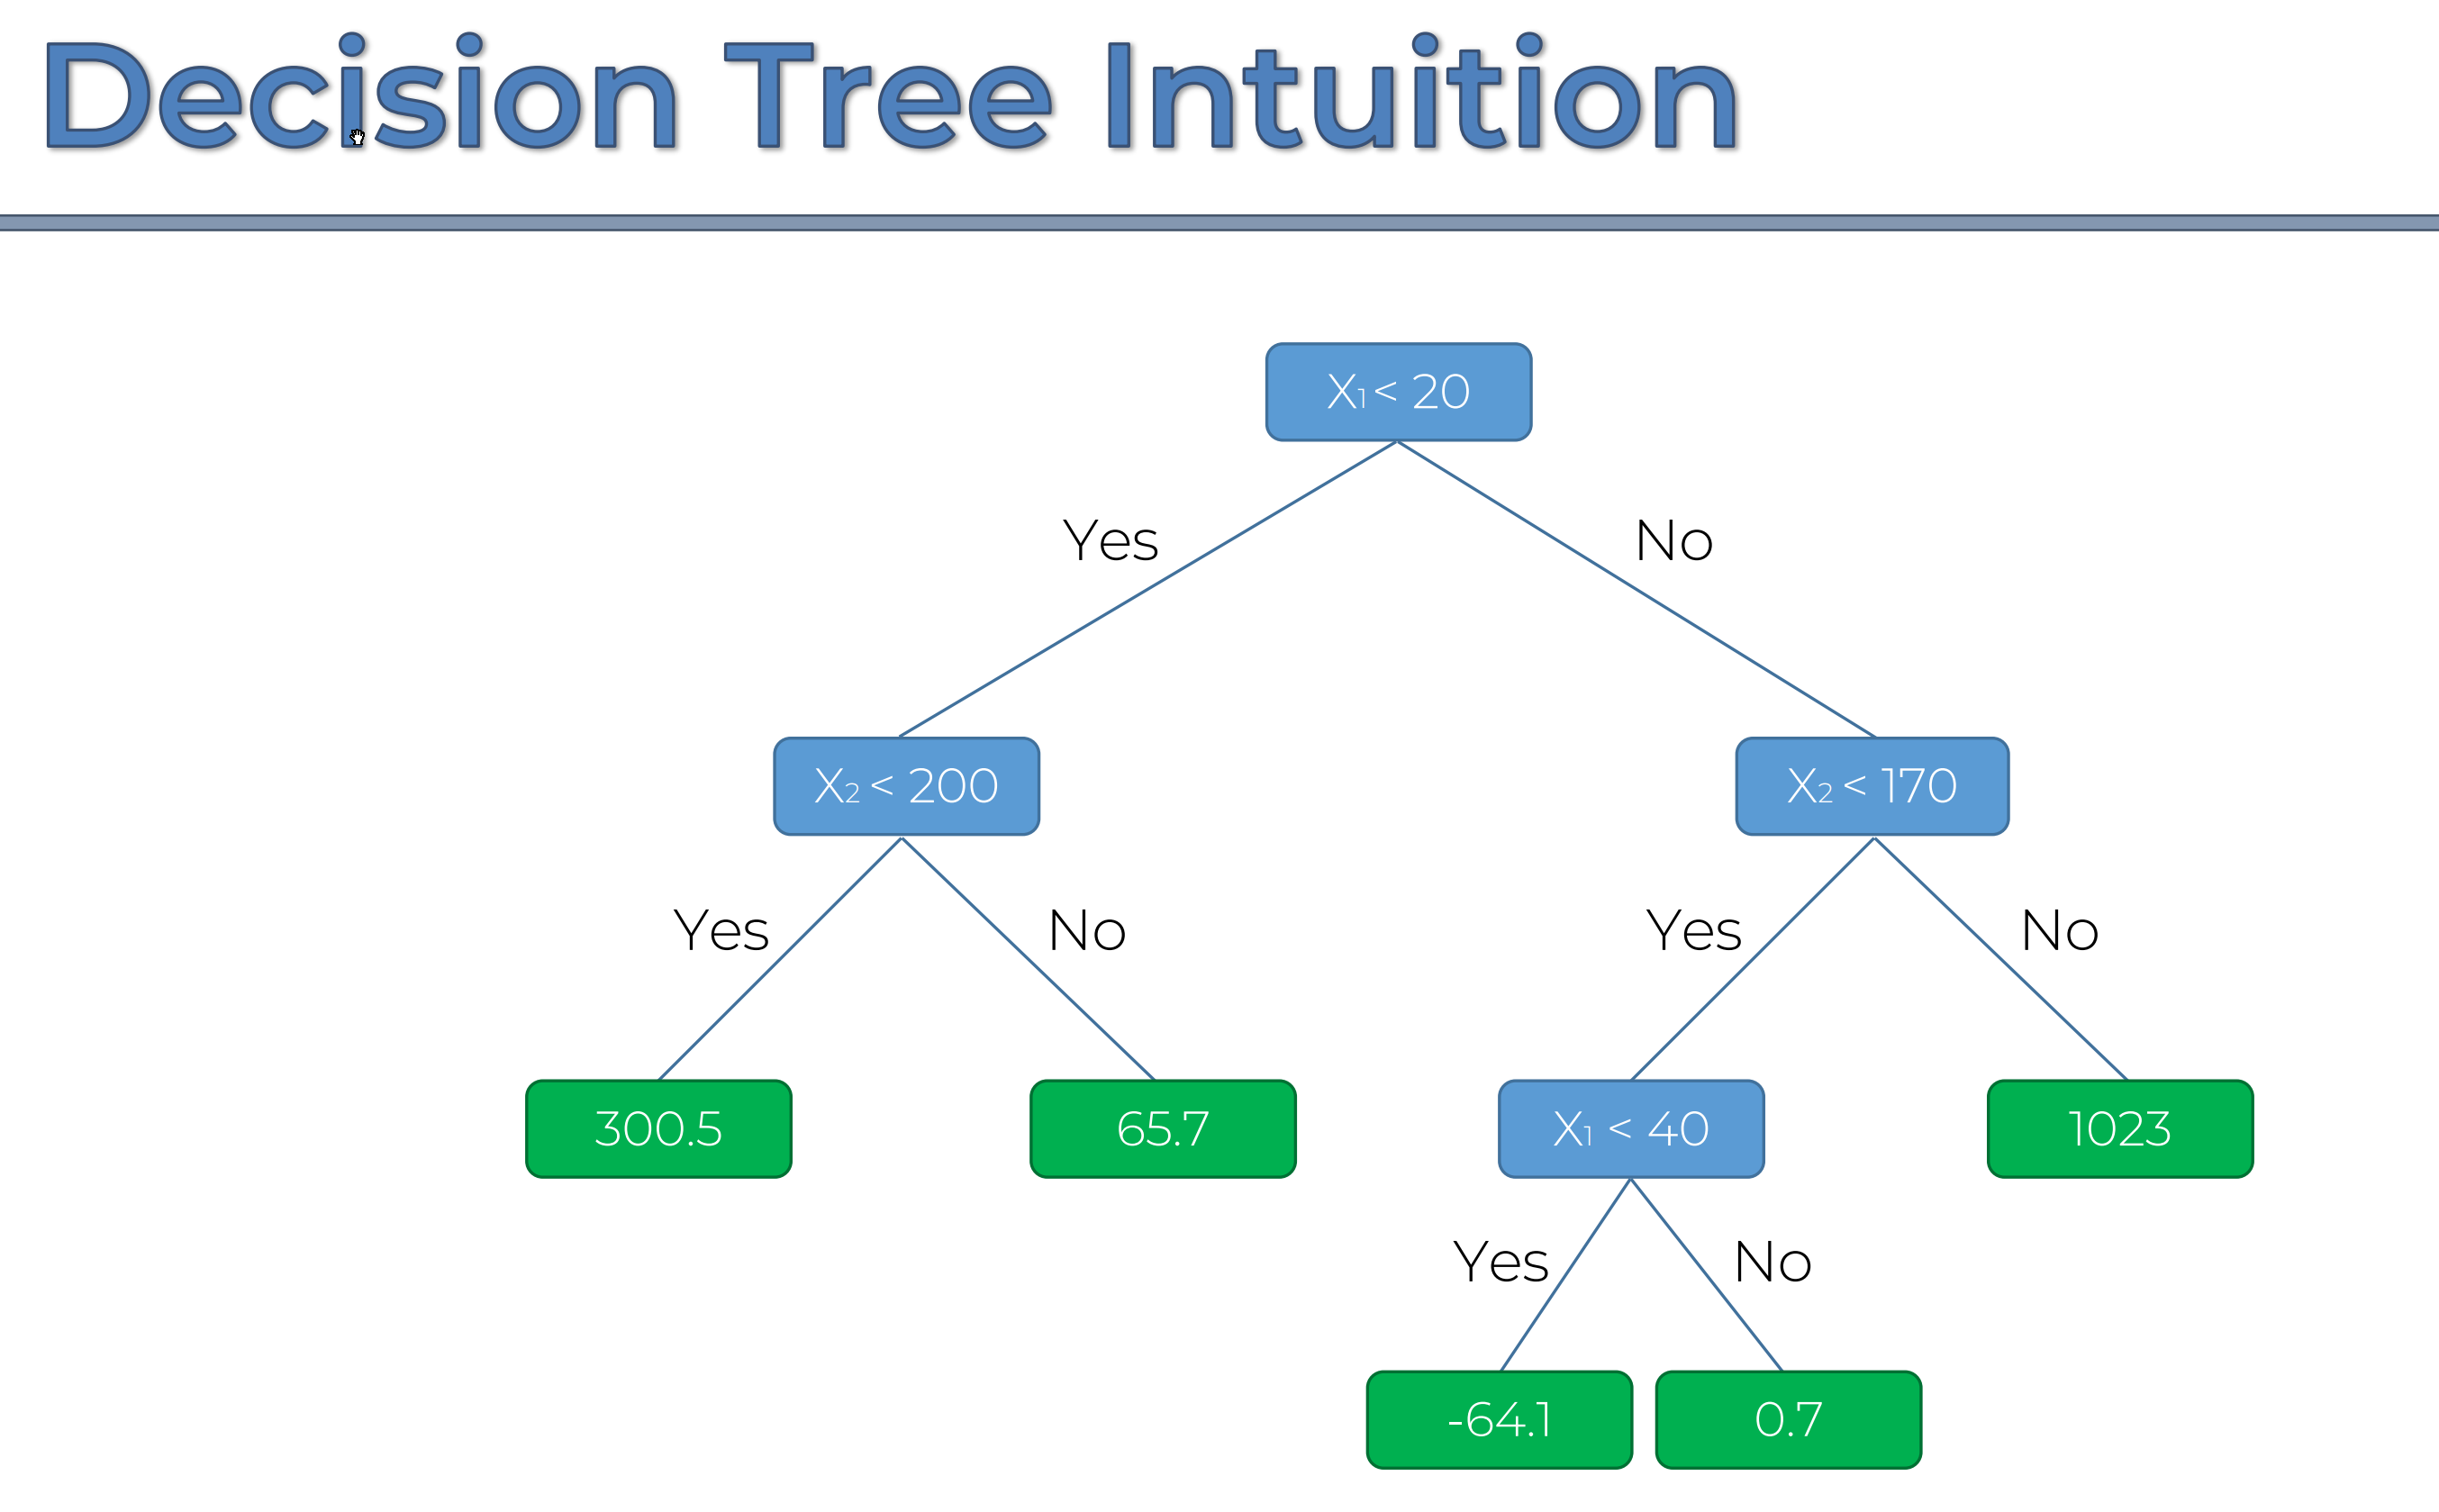 Decision Tree Intuition
X₁ < 20
Yes
No
X₂ < 200
X₂ < 170
Yes
No
Yes
No
300.5
65.7
X₁ < 40
1023
Yes
No
-64.1
0.7